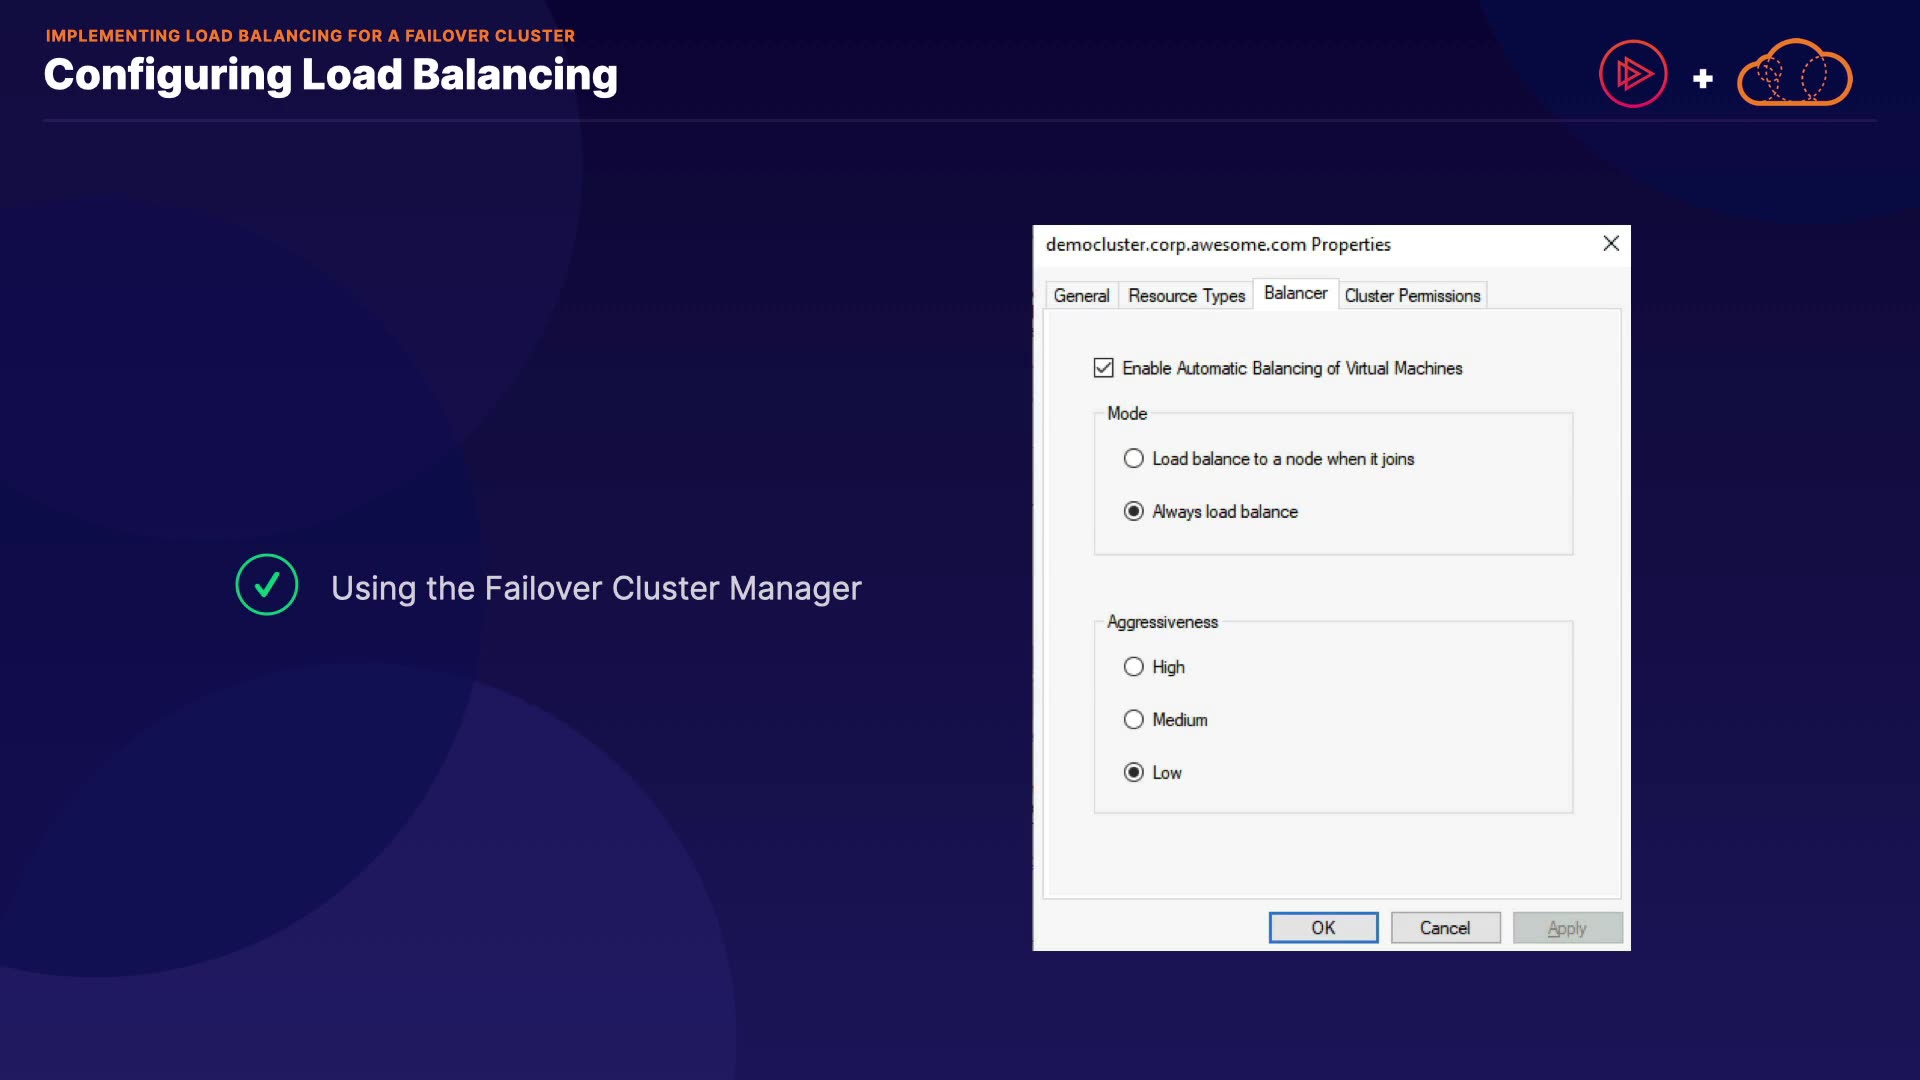 IMPLEMENTING LOAD BALANCING FOR A FAILOVER CLUSTER
Configuring Load Balancing
+
Using the Failover Cluster Manager
democluster.corp.awesome.com Properties
General Resource Types Balancer Cluster Permissions
Enable Automatic Balancing of Virtual Machines
Mode
Load balance to a node when it joins
Always load balance
Aggressiveness
High
Medium
Low
OK Cancel Apply